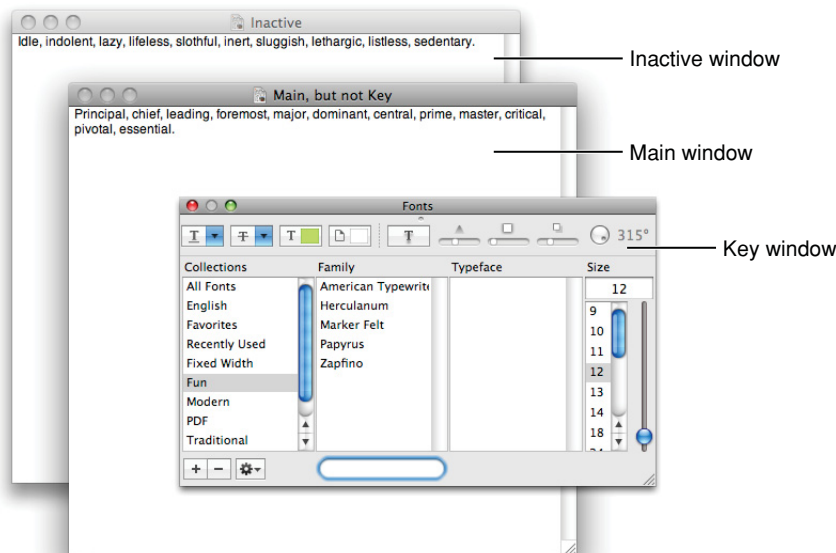 Inactive
Idle, indolent, lazy, lifeless, slothful, inert, sluggish, lethargic, listless, sedentary.
Inactive window
Main, but not Key
Principal, chief, leading, foremost, major, dominant, central, prime, master, critical,
pivotal, essential.
Main window
Fonts
T T T T 315°
Key window
Collections Family Typeface Size
12
All Fonts American Typewrite 9
English Herculanum
Favorites Marker Felt 10
Recently Used Papyrus 11
Fixed Width Zapfino 12
Fun
Modern 13
PDF 14
Traditional 18